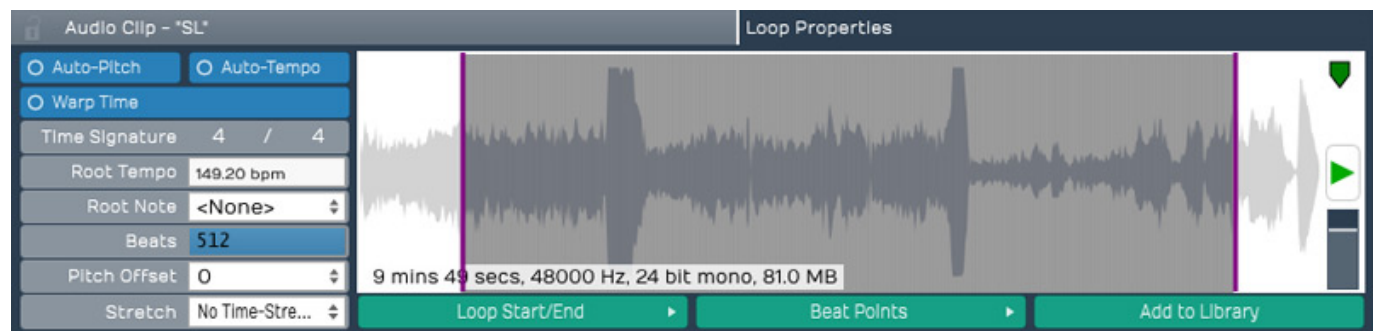 Audio Clip - "SL"
Loop Properties
Auto-Pitch
Auto-Tempo
Warp Time
Time Signature 4 / 4
Root Tempo 149.20 bpm
Root Note <None>
Beats 512
Pitch Offset 0
Stretch No Time-Stre...
9 mins 49 secs, 48000 Hz, 24 bit mono, 81.0 MB
Loop Start/End
Beat Points
Add to Library